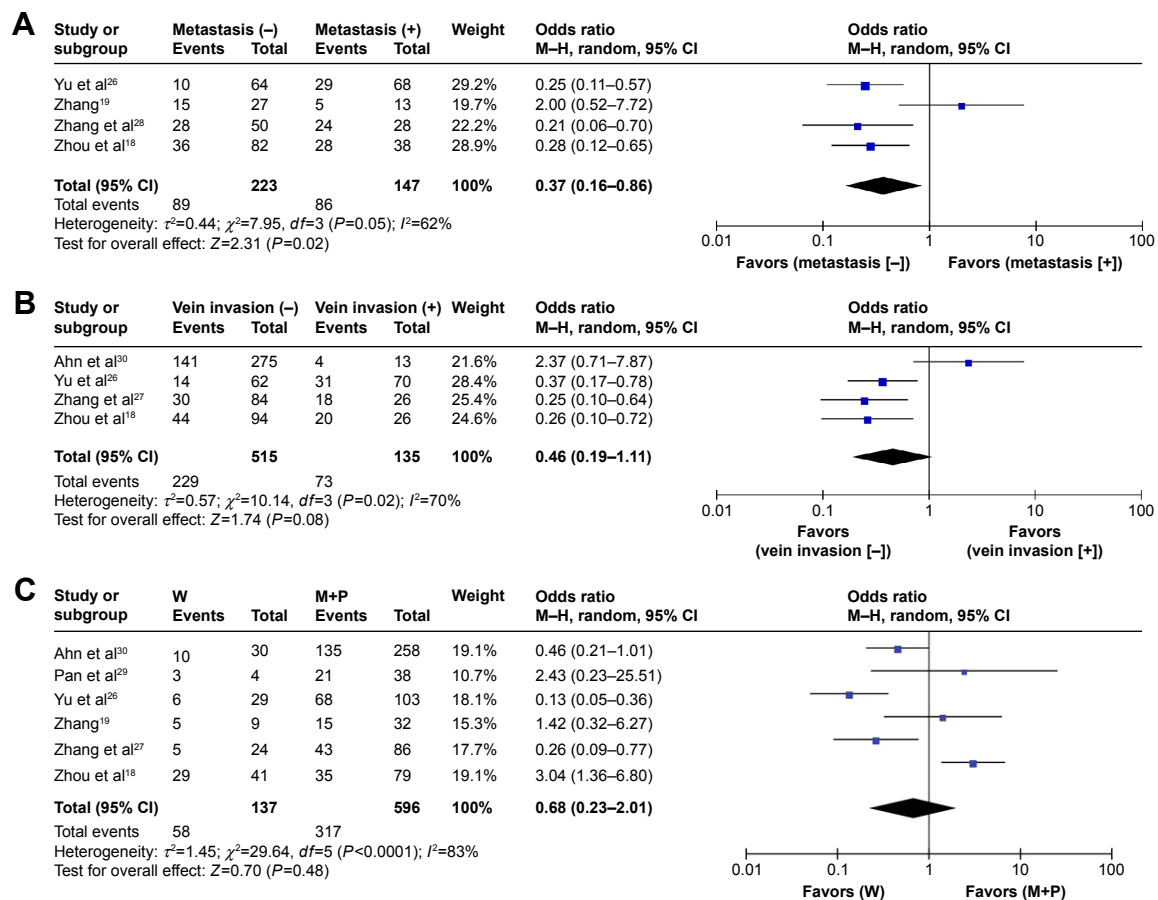 A
Study or Metastasis (–) Metastasis (+) Weight Odds ratio Odds ratio
subgroup Events Total Events Total M–H, random, 95% CI M–H, random, 95% CI
Yu et al26 10 64 29 68 29.2% 0.25 (0.11–0.57)
Zhang19 15 27 5 13 19.7% 2.00 (0.52–7.72)
Zhang et al28 28 50 24 28 22.2% 0.21 (0.06–0.70)
Zhou et al18 36 82 28 38 28.9% 0.28 (0.12–0.65)
Total (95% CI) 223 147 100% 0.37 (0.16–0.86)
Total events 89 86
Heterogeneity: τ2=0.44; χ2=7.95, df=3 (P=0.05); I2=62%
Test for overall effect: Z=2.31 (P=0.02)
0.01 0.1 1 10 100
Favors (metastasis [–]) Favors (metastasis [+])
B
Study or Vein invasion (–) Vein invasion (+) Weight Odds ratio Odds ratio
subgroup Events Total Events Total M–H, random, 95% CI M–H, random, 95% CI
Ahn et al30 141 275 4 13 21.6% 2.37 (0.71–7.87)
Yu et al26 14 62 31 70 28.4% 0.37 (0.17–0.78)
Zhang et al27 30 84 18 26 25.4% 0.25 (0.10–0.64)
Zhou et al18 44 94 20 26 24.6% 0.26 (0.10–0.72)
Total (95% CI) 515 135 100% 0.46 (0.19–1.11)
Total events 229 73
Heterogeneity: τ2=0.57; χ2=10.14, df=3 (P=0.02); I2=70%
Test for overall effect: Z=1.74 (P=0.08)
0.01 0.1 1 10 100
Favors Favors
(vein invasion [–]) (vein invasion [+])
C
Study or W M+P Weight Odds ratio Odds ratio
subgroup Events Total Events Total M–H, random, 95% CI M–H, random, 95% CI
Ahn et al30 10 30 135 258 19.1% 0.46 (0.21–1.01)
Pan et al29 3 4 21 38 10.7% 2.43 (0.23–25.51)
Yu et al26 6 29 68 103 18.1% 0.13 (0.05–0.36)
Zhang19 5 9 15 32 15.3% 1.42 (0.32–6.27)
Zhang et al27 5 24 43 86 17.7% 0.26 (0.09–0.77)
Zhou et al18 29 41 35 79 19.1% 3.04 (1.36–6.80)
Total (95% CI) 137 596 100% 0.68 (0.23–2.01)
Total events 58 317
Heterogeneity: τ2=1.45; χ2=29.64, df=5 (P<0.0001); I2=83%
Test for overall effect: Z=0.70 (P=0.48)
0.01 0.1 1 10 100
Favors (W) Favors (M+P)